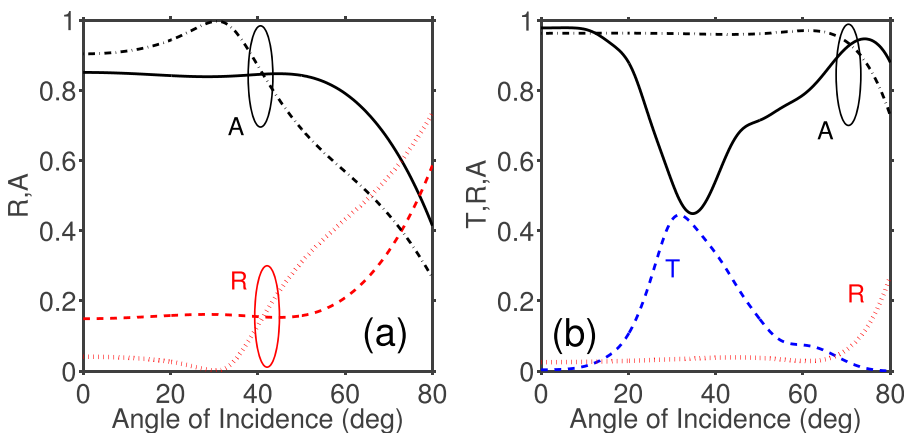 1
0.8
0.6
0.4
0.2
0
R,A
A
R
(a)
0 20 40 60 80
Angle of Incidence (deg)
1
0.8
0.6
0.4
0.2
0
T,R,A
A
T
R
(b)
0 20 40 60 80
Angle of Incidence (deg)